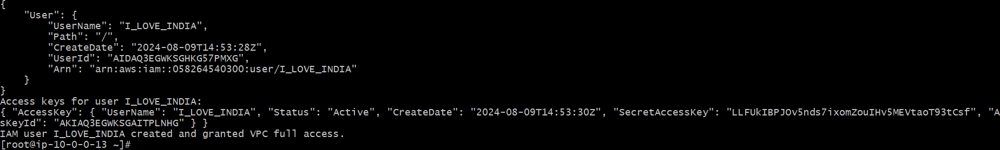 {
    "User": {
        "UserName": "I_LOVE_INDIA",
        "Path": "/",
        "CreateDate": "2024-08-09T14:53:28Z",
        "UserId": "AIDAQ3EGWKSGHKG57PMXG",
        "Arn": "arn:aws:iam::058264540300:user/I_LOVE_INDIA"
    }
}
Access keys for user I_LOVE_INDIA:
{ "AccessKey": { "UserName": "I_LOVE_INDIA", "Status": "Active", "CreateDate": "2024-08-09T14:53:30Z", "SecretAccessKey": "LLFUkIBPJOv5nds7ixomZouIHv5MEVtaoT93tCsf", "A
sKeyId": "AKIAQ3EGWKSGAITPLNHG" } }
IAM user I_LOVE_INDIA created and granted VPC full access.
[root@ip-10-0-0-13 ~]#